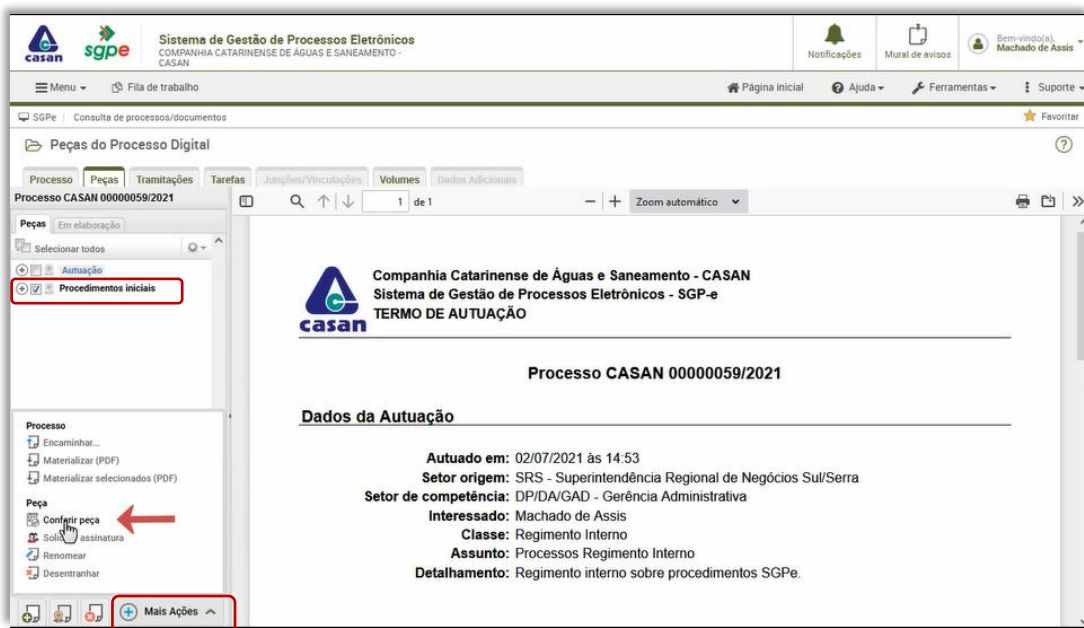 casan
sgpe
Sistema de Gestão de Processos Eletrônicos
COMPANHIA CATARINENSE DE ÁGUAS E SANEAMENTO -
CASAN
Notificações
Mural de avisos
Bem-vindo(a),
Machado de Assis
Menu
Fila de trabalho
Página inicial
Ajuda
Ferramentas
Suporte
SGPe | Consulta de processos/documentos
Favoritar
Peças do Processo Digital
Processo Peças Tramitações Tarefas Junções/Vinculações Volumes Dados Adicionais
Processo CASAN 00000059/2021
1 de 1
Zoom automático
Peças Em elaboração
Selecionar todos
Autuação
Procedimentos iniciais
Processo
Encaminhar...
Materializar (PDF)
Materializar selecionados (PDF)
Peça
Conferir peça
assinatura
Renomear
Desentranhar
Mais Ações
casan
Companhia Catarinense de Águas e Saneamento - CASAN
Sistema de Gestão de Processos Eletrônicos - SGP-e
TERMO DE AUTUAÇÃO
Processo CASAN 00000059/2021
Dados da Autuação
Autuado em: 02/07/2021 às 14:53
Setor origem: SRS - Superintendência Regional de Negócios Sul/Serra
Setor de competência: DP/DA/GAD - Gerência Administrativa
Interessado: Machado de Assis
Classe: Regimento Interno
Assunto: Processos Regimento Interno
Detalhamento: Regimento interno sobre procedimentos SGPe.